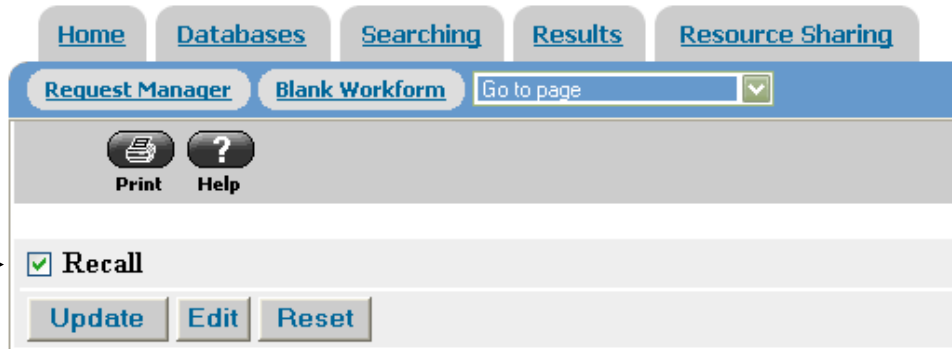 Home Databases Searching Results Resource Sharing
Request Manager Blank Workform Go to page
Print Help
Recall
Update Edit Reset